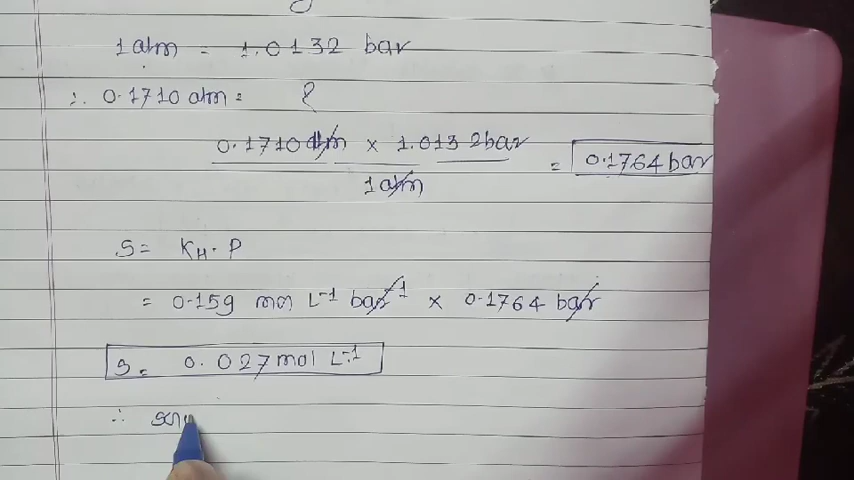 1 atm = 1.0132 bar
∴ 0.1710 atm = ?
0.1710 atm × 1.0132 bar
1 atm
= 0.1764 bar
S = KH · P
= 0.159 mol L⁻¹ bar⁻¹ × 0.1764 bar
S = 0.027 mol L⁻¹
∴